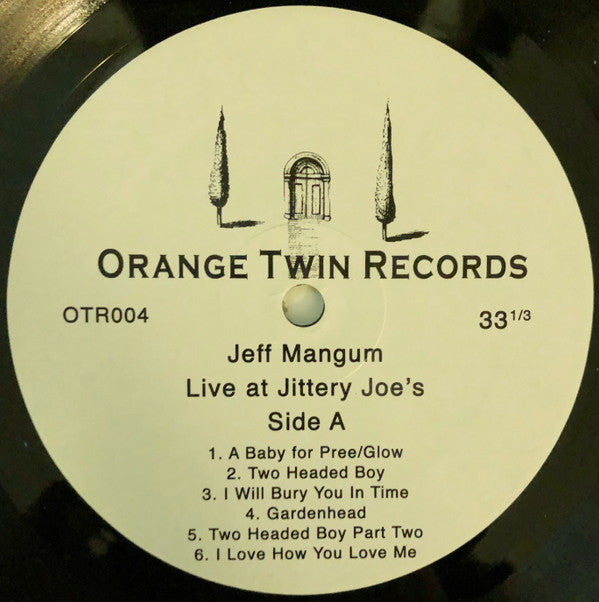 ORANGE TWIN RECORDS
OTR004
33 1/3
Jeff Mangum
Live at Jittery Joe's
Side A
1. A Baby for Pree/Glow
2. Two Headed Boy
3. I Will Bury You In Time
4. Gardenhead
5. Two Headed Boy Part Two
6. I Love How You Love Me